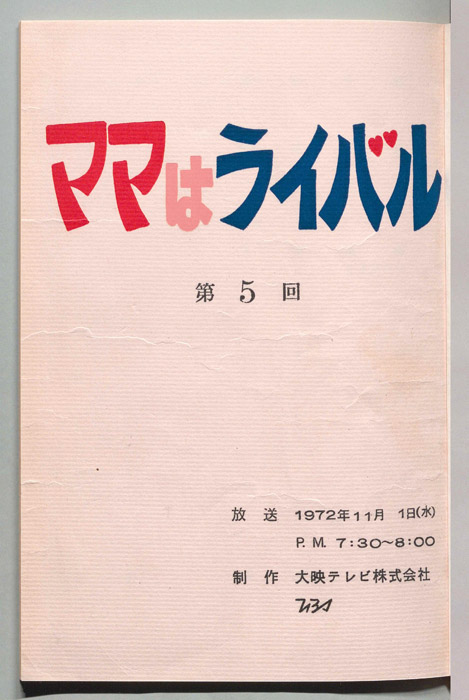 ママはライバル
第 5 回
放 送 1972年11月 1日(水)
P. M. 7:30〜8:00
制 作 大映テレビ株式会社
TBS